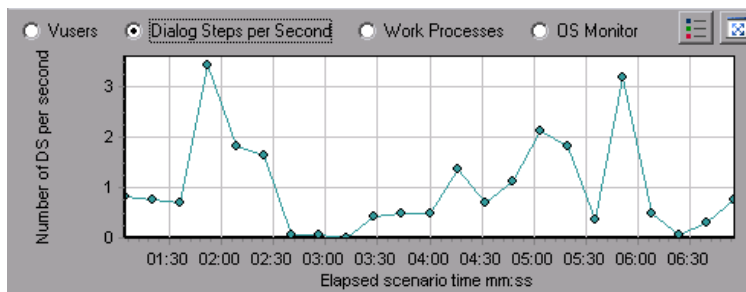 Vusers Dialog Steps per Second Work Processes OS Monitor
Number of DS per second
3
2
1
0
01:30 02:00 02:30 03:00 03:30 04:00 04:30 05:00 05:30 06:00 06:30
Elapsed scenario time mm:ss